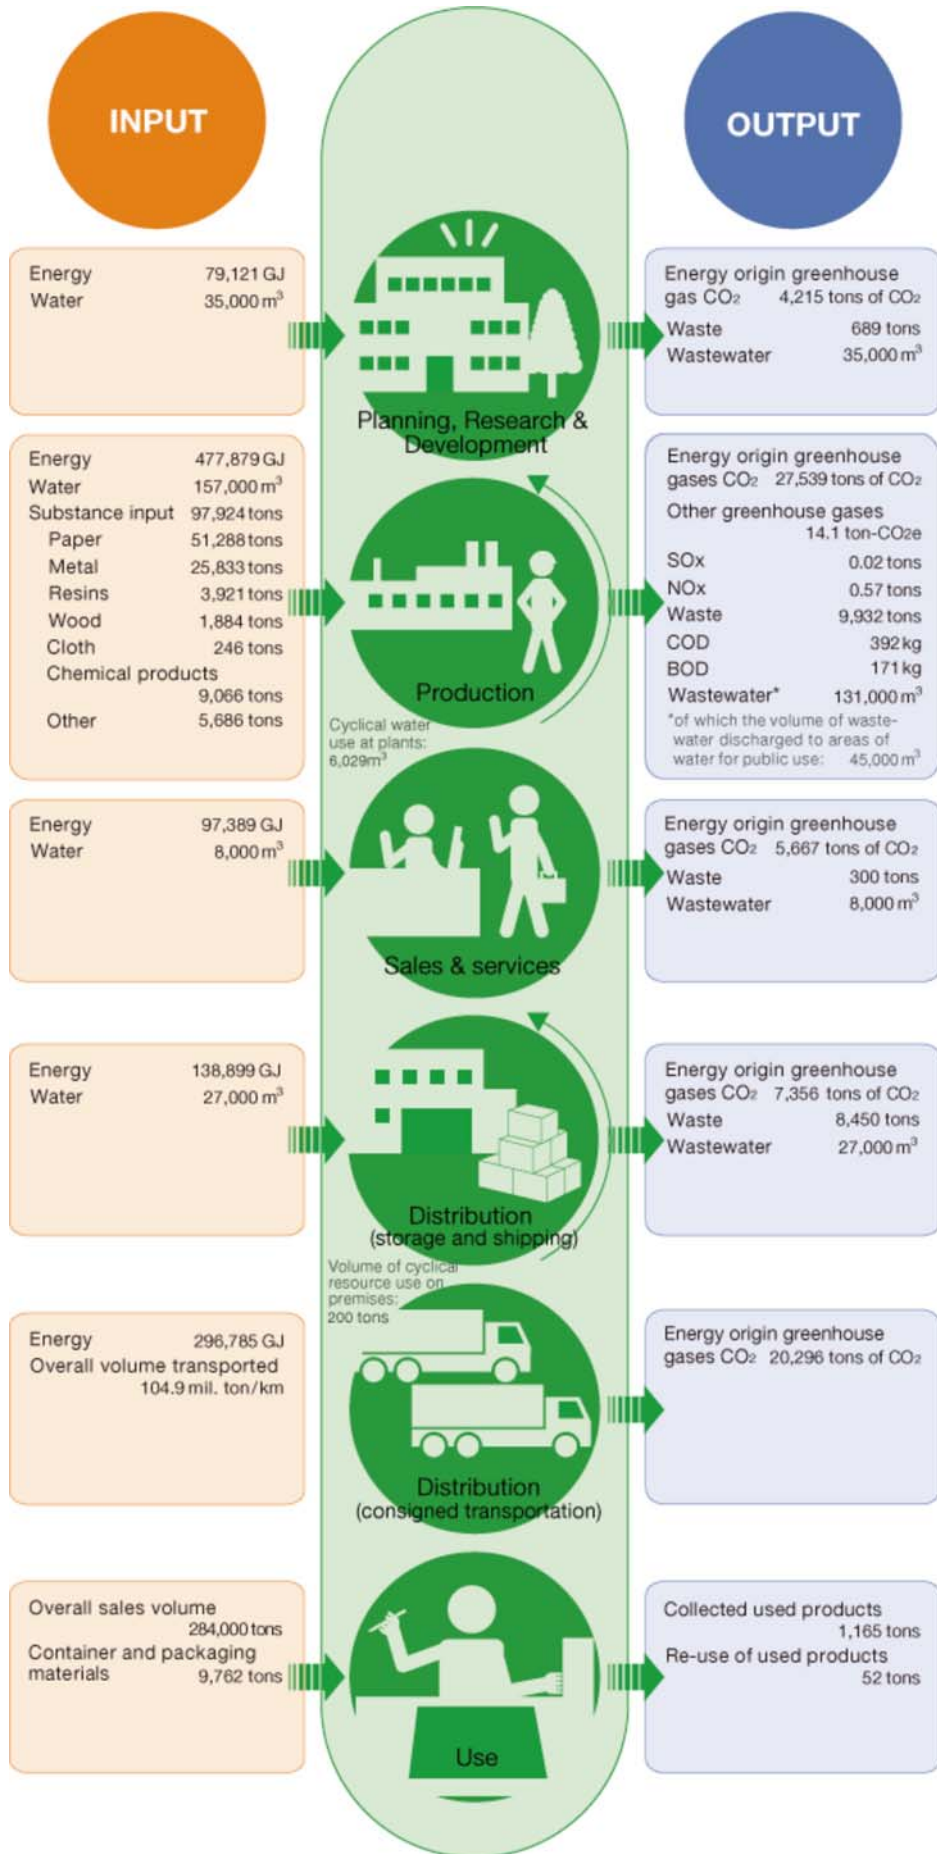 INPUT
OUTPUT
Energy 79,121 GJ
Water 35,000 m³
Planning, Research &
Development
Energy origin greenhouse
gas CO₂ 4,215 tons of CO₂
Waste 689 tons
Wastewater 35,000 m³
Energy 477,879 GJ
Water 157,000 m³
Substance input 97,924 tons
Paper 51,288 tons
Metal 25,833 tons
Resins 3,921 tons
Wood 1,884 tons
Cloth 246 tons
Chemical products
9,066 tons
Other 5,686 tons
Production
Cyclical water
use at plants:
6,029m³
Energy origin greenhouse
gases CO₂ 27,539 tons of CO₂
Other greenhouse gases
14.1 ton-CO₂e
SOx 0.02 tons
NOx 0.57 tons
Waste 9,932 tons
COD 392 kg
BOD 171 kg
Wastewater* 131,000 m³
*of which the volume of waste-
water discharged to areas of
water for public use: 45,000 m³
Energy 97,389 GJ
Water 8,000 m³
Sales & services
Energy origin greenhouse
gases CO₂ 5,667 tons of CO₂
Waste 300 tons
Wastewater 8,000 m³
Energy 138,899 GJ
Water 27,000 m³
Distribution
(storage and shipping)
Volume of cyclical
resource use on
premises:
200 tons
Energy origin greenhouse
gases CO₂ 7,356 tons of CO₂
Waste 8,450 tons
Wastewater 27,000 m³
Energy 296,785 GJ
Overall volume transported
104.9 mil. ton/km
Distribution
(consigned transportation)
Energy origin greenhouse
gases CO₂ 20,296 tons of CO₂
Overall sales volume
284,000 tons
Container and packaging
materials 9,762 tons
Use
Collected used products
1,165 tons
Re-use of used products
52 tons